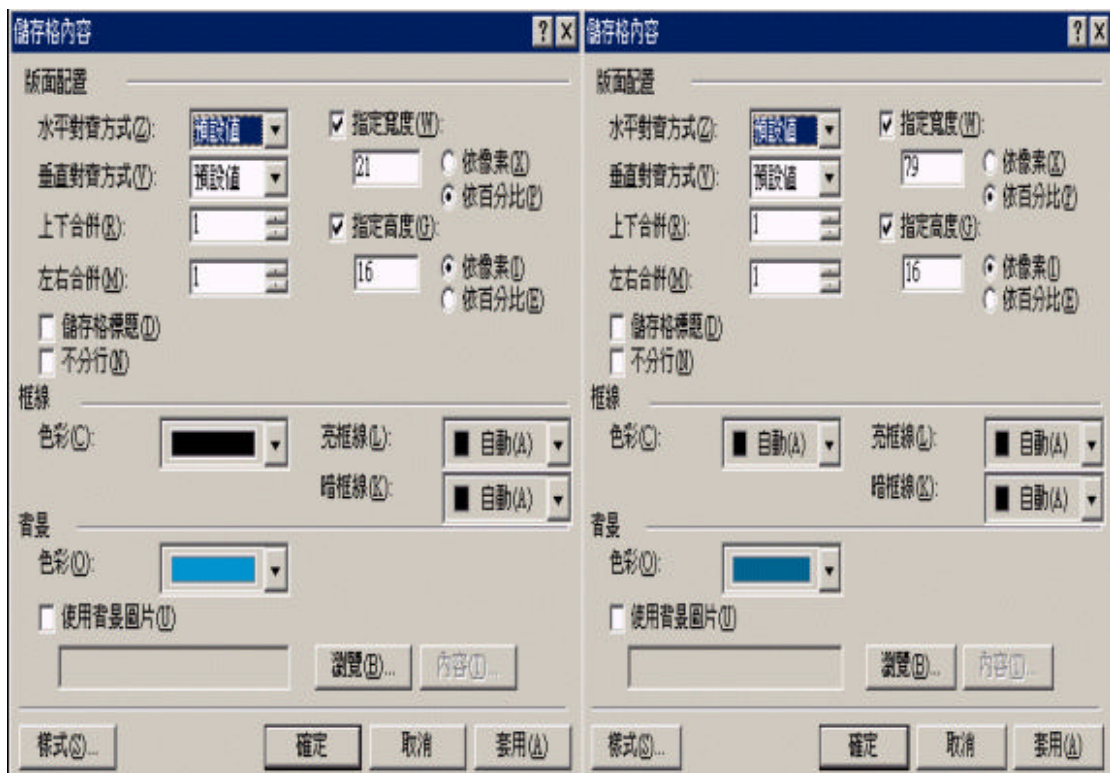 儲存格內容
版面配置
水平對齊方式(Z): 預設值
指定寬度(W):
垂直對齊方式(V): 預設值
21
依像素(X)
依百分比(P)
上下合併(R): 1
指定高度(G):
左右合併(M): 1
16
依像素(I)
依百分比(E)
儲存格標題(D)
不分行(N)
框線
色彩(C):
亮框線(L): 自動(A)
暗框線(K): 自動(A)
背景
色彩(O):
使用背景圖片(U)
瀏覽(B)... 內容(I)...
樣式(S)... 確定 取消 套用(A)
儲存格內容
版面配置
水平對齊方式(Z): 預設值
指定寬度(W):
垂直對齊方式(V): 預設值
79
依像素(X)
依百分比(P)
上下合併(R): 1
指定高度(G):
左右合併(M): 1
16
依像素(I)
依百分比(E)
儲存格標題(D)
不分行(N)
框線
色彩(C): 自動(A)
亮框線(L): 自動(A)
暗框線(K): 自動(A)
背景
色彩(O):
使用背景圖片(U)
瀏覽(B)... 內容(I)...
樣式(S)... 確定 取消 套用(A)